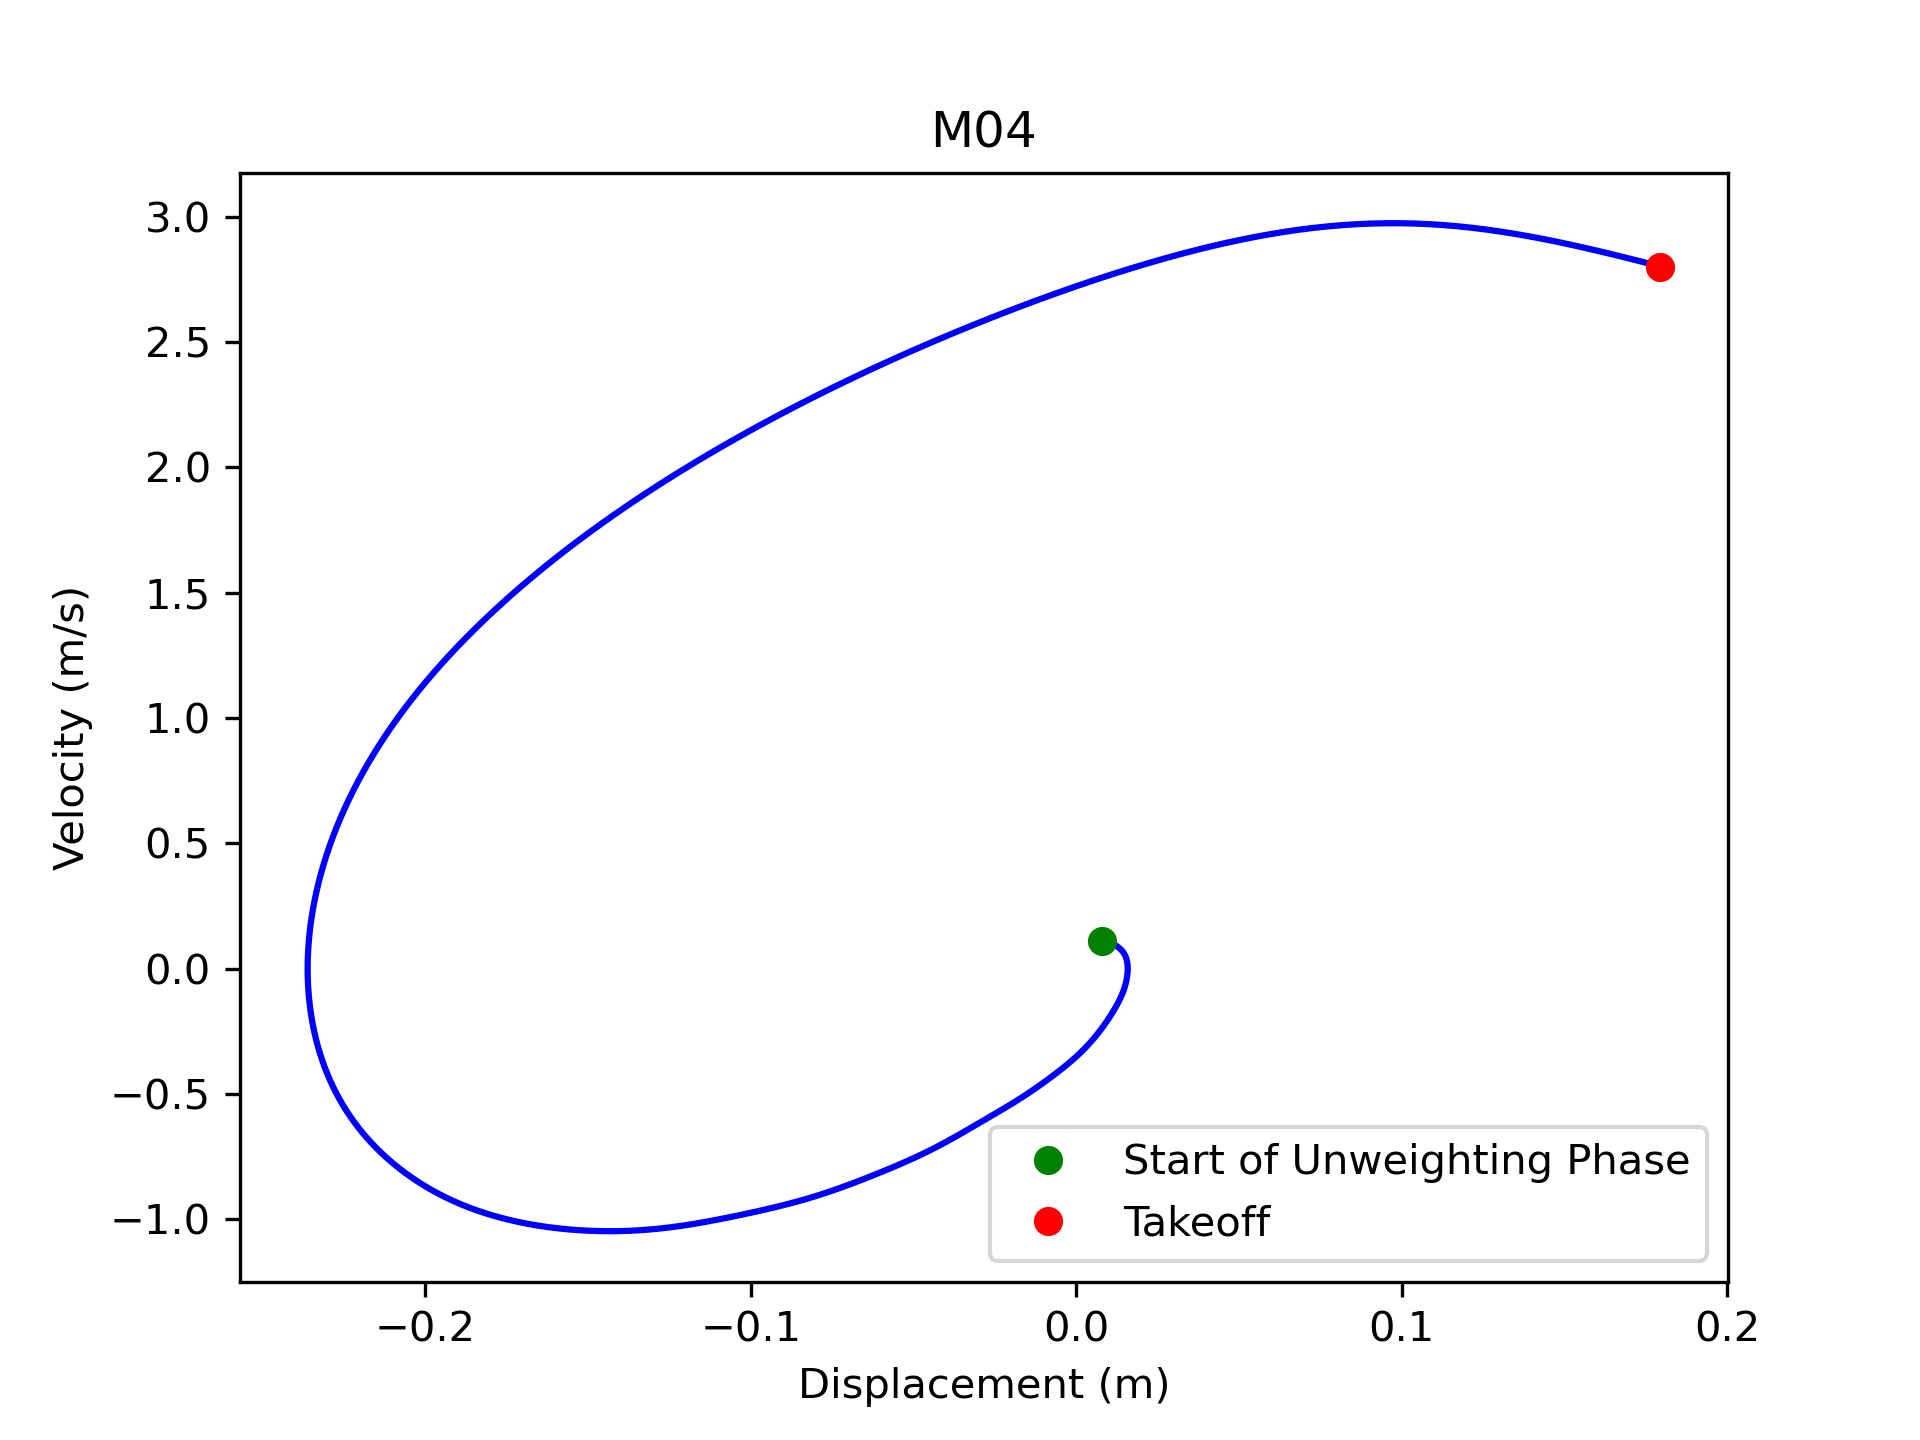 M04
3.0
2.5
2.0
1.5
1.0
0.5
0.0
−0.5
−1.0
Velocity (m/s)
Start of Unweighting Phase
Takeoff
−0.2 −0.1 0.0 0.1 0.2
Displacement (m)